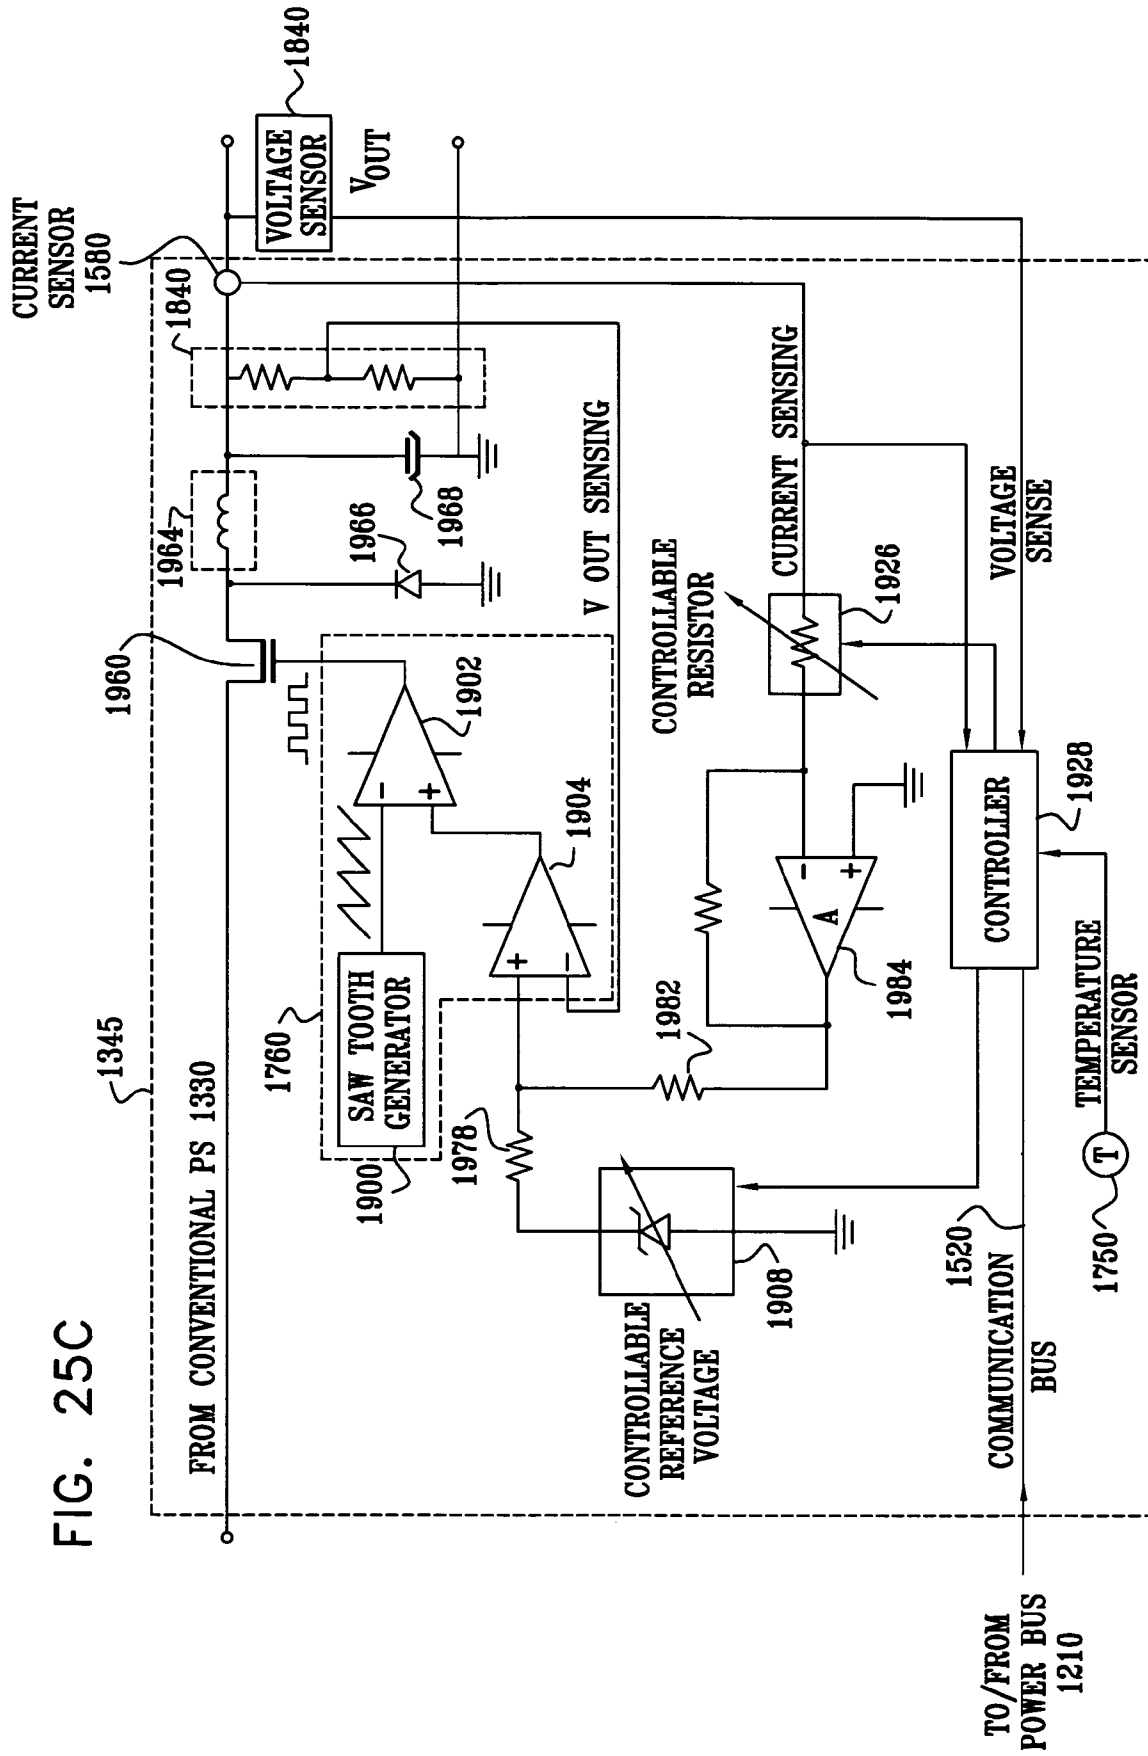 FIG. 25C
CURRENT
SENSOR
1580
1345
FROM CONVENTIONAL PS 1330
1960
1964
1840
VOLTAGE
SENSOR
1840
VOUT
1966
1968
1760
SAW TOOTH
GENERATOR
1900
-
+
1902
+
-
1904
V OUT SENSING
1978
1982
CONTROLLABLE
REFERENCE
VOLTAGE
1908
-
+
A
1984
CONTROLLABLE
RESISTOR
CURRENT SENSING
1926
VOLTAGE
SENSE
CONTROLLER
1928
1520
COMMUNICATION
BUS
TO/FROM
POWER BUS
1210
T
1750
TEMPERATURE
SENSOR